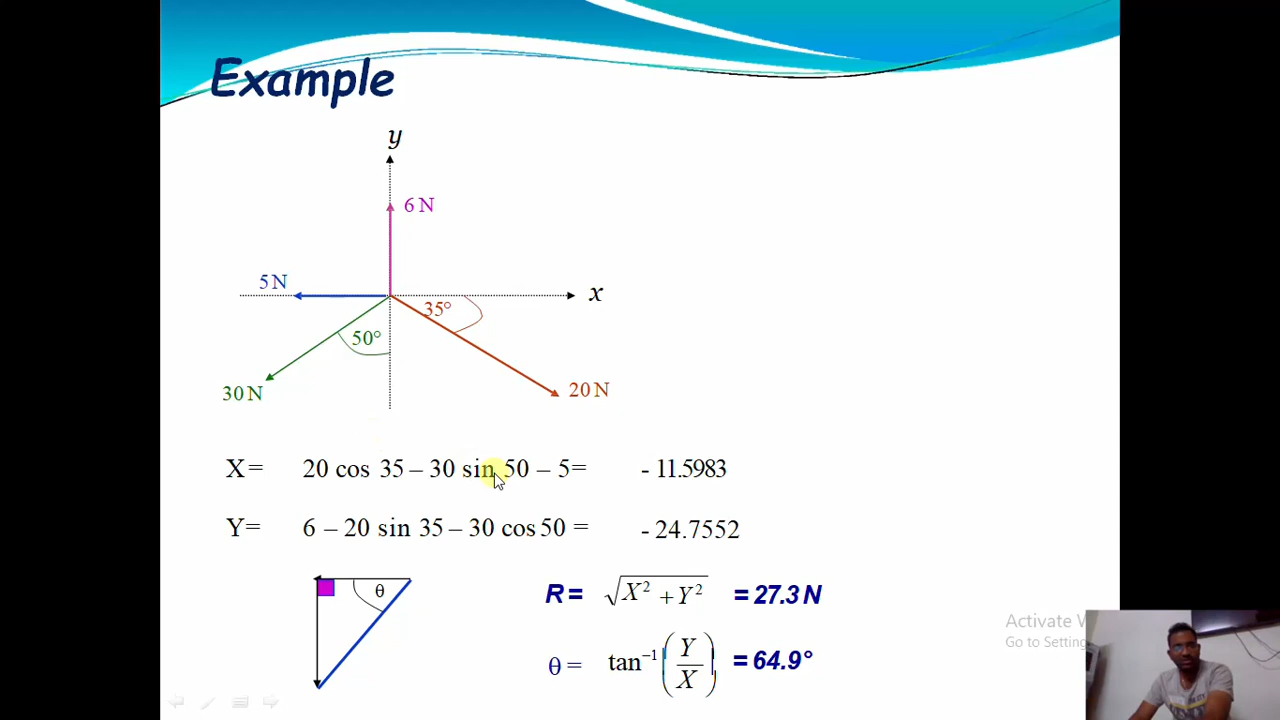 Example
y
6 N
5 N
x
35°
50°
30 N
20 N
X = 20 cos 35 – 30 sin 50 – 5 = - 11.5983
Y = 6 – 20 sin 35 – 30 cos 50 = - 24.7552
θ
R = √X² + Y² = 27.3 N
θ = tan⁻¹ (Y/X) = 64.9°
Activate W
Go to Setting